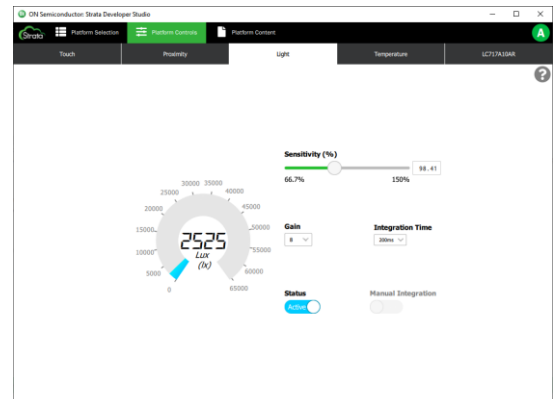 ON Semiconductor: Strata Developer Studio
Strata Platform Selection Platform Controls Platform Content A
Touch Proximity Light Temperature LC717A10AR
?
Sensitivity (%)
98.41
66.7% 150%
30000 35000
25000 40000
20000 45000
15000 50000
10000 55000
5000 60000
0 65000
2525
Lux
(lx)
Gain Integration Time
8 200ms
Status Manual Integration
Active